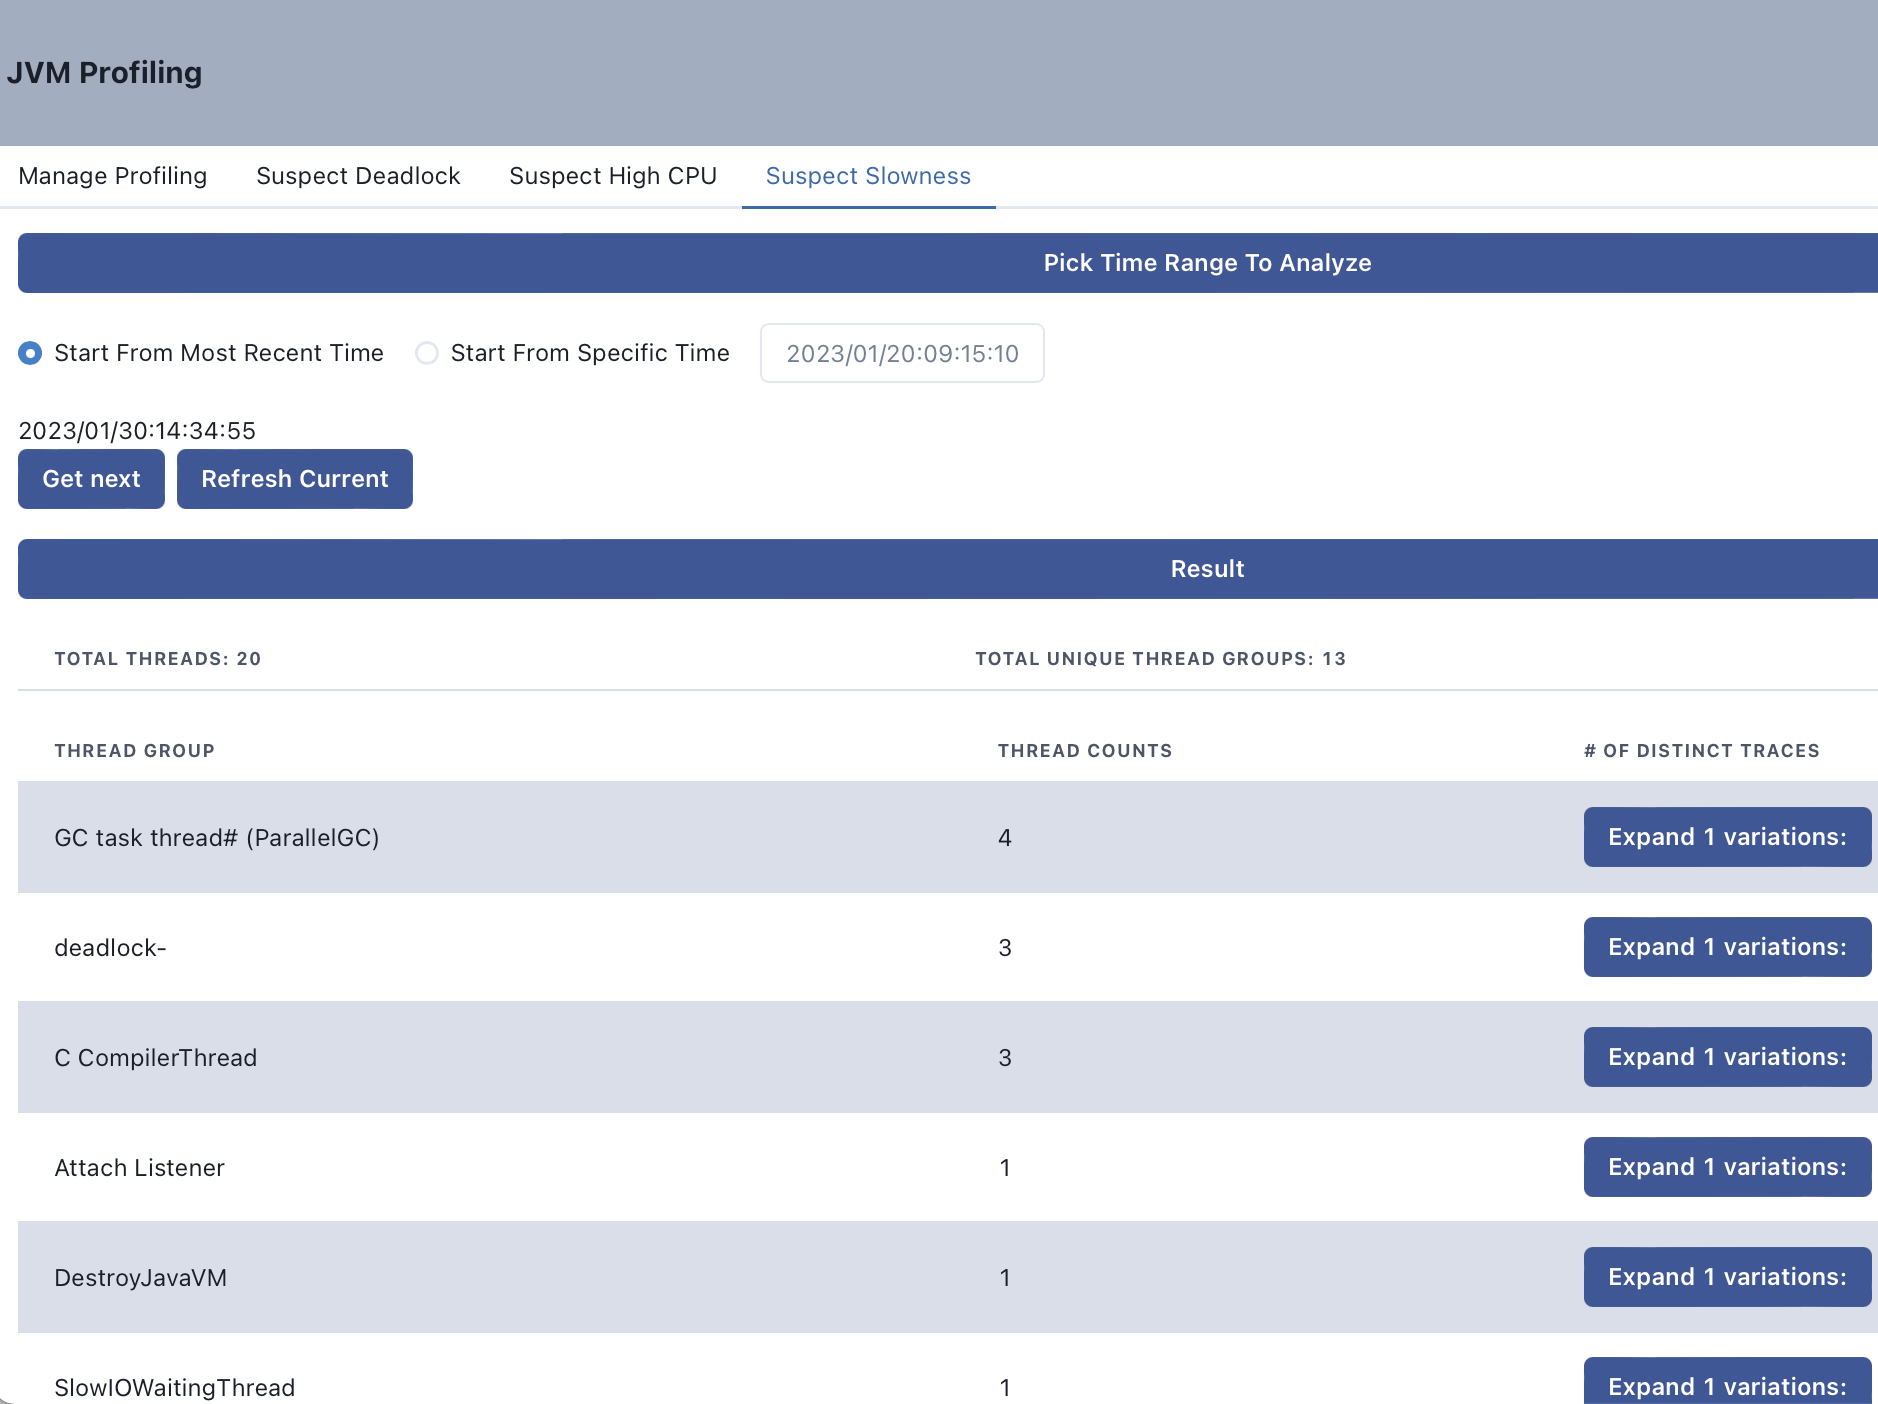 JVM Profiling
Manage Profiling Suspect Deadlock Suspect High CPU Suspect Slowness
Pick Time Range To Analyze
Start From Most Recent Time Start From Specific Time 2023/01/20:09:15:10
2023/01/30:14:34:55
Get next Refresh Current
Result
TOTAL THREADS: 20 TOTAL UNIQUE THREAD GROUPS: 13
THREAD GROUP THREAD COUNTS # OF DISTINCT TRACES
GC task thread# (ParallelGC) 4 Expand 1 variations:
deadlock- 3 Expand 1 variations:
C CompilerThread 3 Expand 1 variations:
Attach Listener 1 Expand 1 variations:
DestroyJavaVM 1 Expand 1 variations:
SlowIOWaitingThread 1 Expand 1 variations: